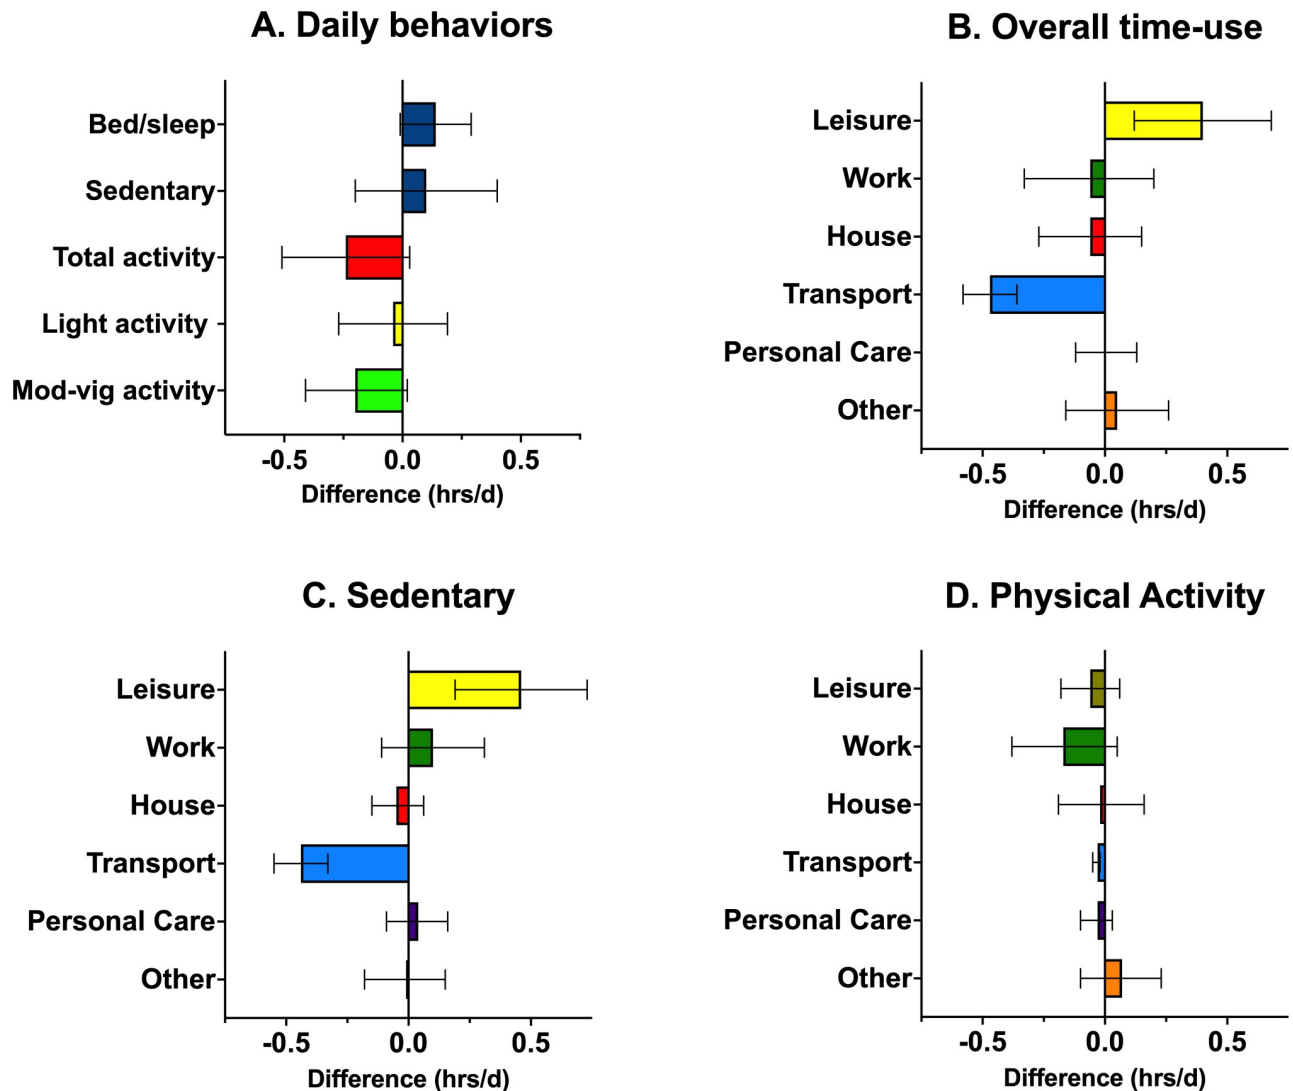 A. Daily behaviors
Bed/sleep
Sedentary
Total activity
Light activity
Mod-vig activity
-0.5 0.0 0.5
Difference (hrs/d)
B. Overall time-use
Leisure
Work
House
Transport
Personal Care
Other
-0.5 0.0 0.5
Difference (hrs/d)
C. Sedentary
Leisure
Work
House
Transport
Personal Care
Other
-0.5 0.0 0.5
Difference (hrs/d)
D. Physical Activity
Leisure
Work
House
Transport
Personal Care
Other
-0.5 0.0 0.5
Difference (hrs/d)